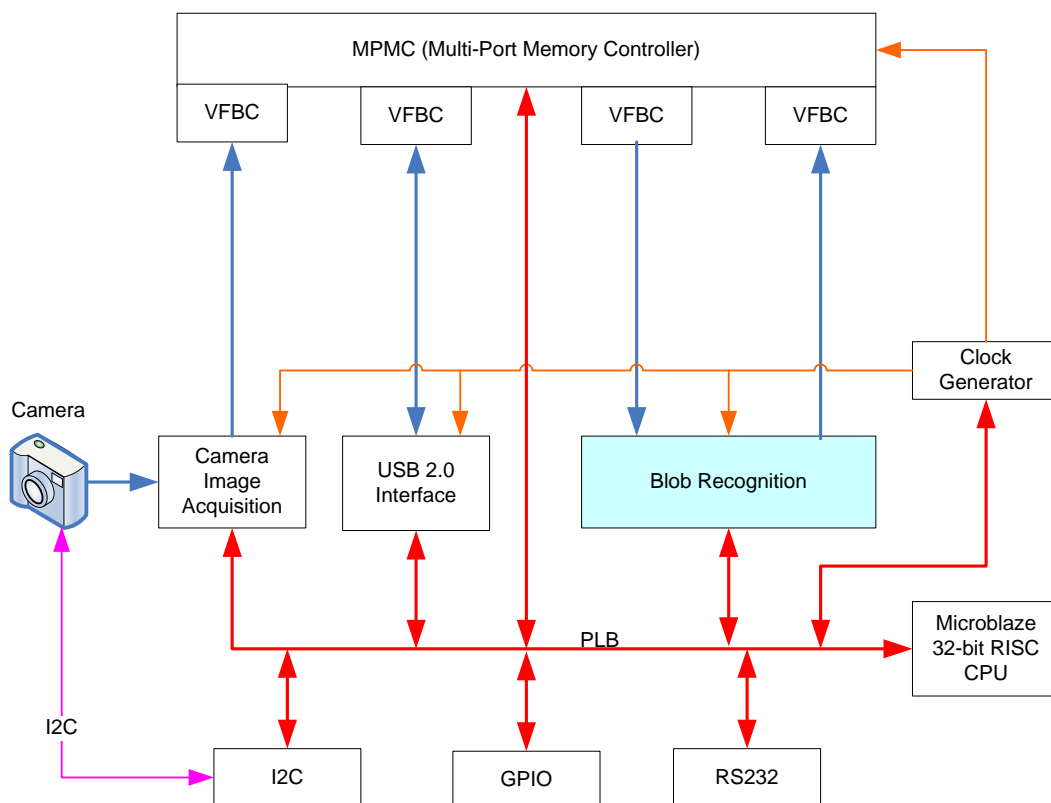 MPMC (Multi-Port Memory Controller)
VFBC
VFBC
VFBC
VFBC
Clock
Generator
Camera
Camera
Image
Acquisition
USB 2.0
Interface
Blob Recognition
PLB
Microblaze
32-bit RISC
CPU
I2C
I2C
GPIO
RS232